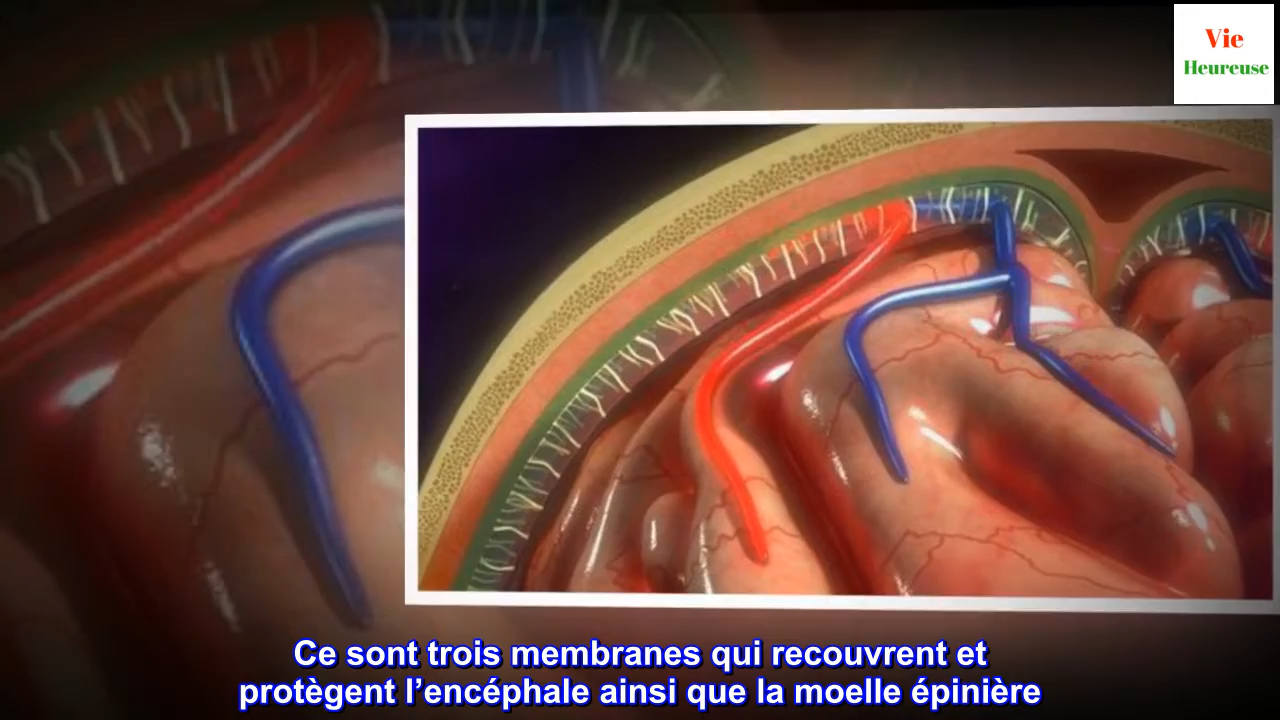 Vie
Heureuse
Ce sont trois membranes qui recouvrent et
protègent l’encéphale ainsi que la moelle épinière